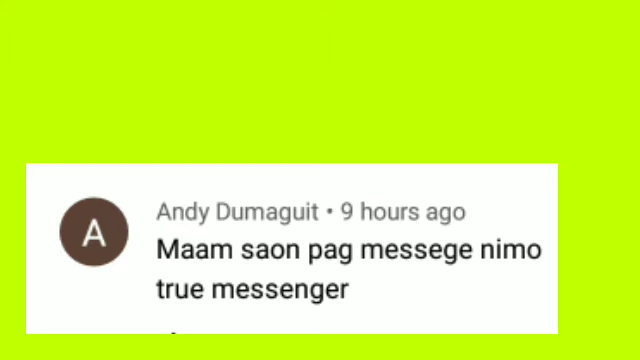 A
Andy Dumaguit • 9 hours ago
Maam saon pag messege nimo
true messenger